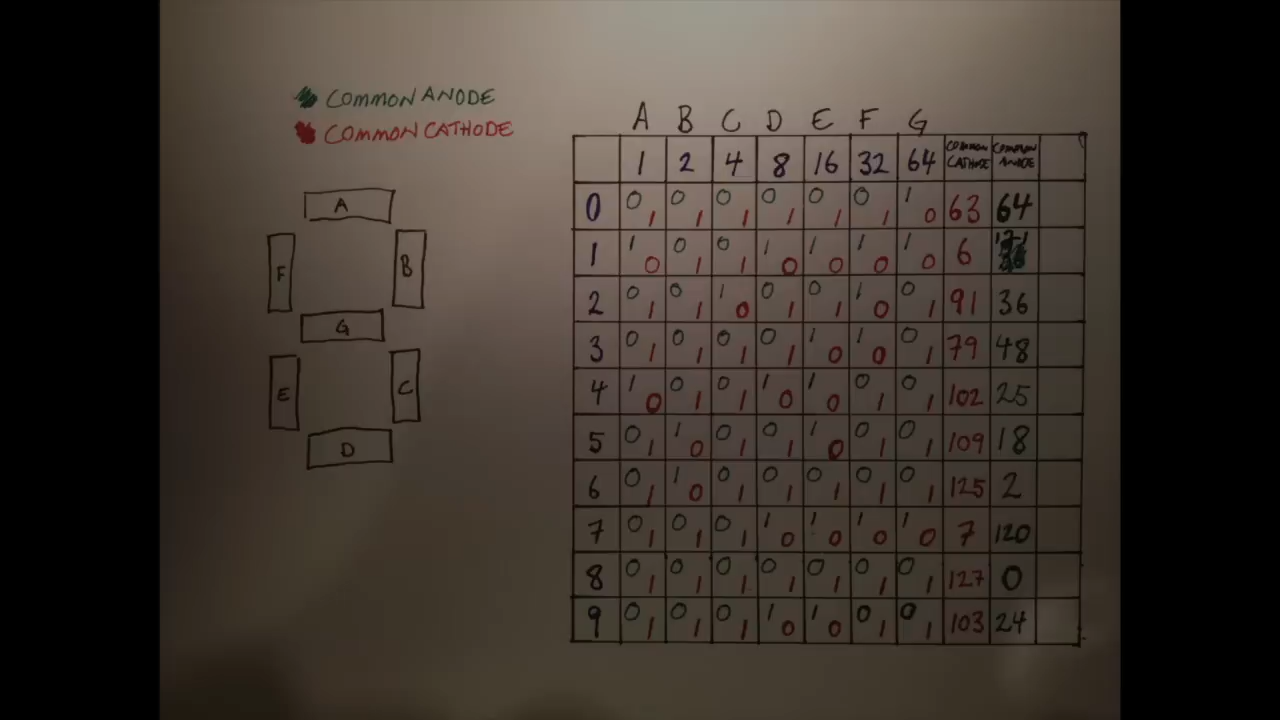 COMMON ANODE
COMMON CATHODE
A B C D E F G
1 2 4 8 16 32 64 COMMON CATHODE COMMON ANODE
0 0 1 0 1 0 1 0 1 0 1 0 1 1 0 63 64
1 1 0 0 1 0 1 1 0 1 0 1 0 1 0 6
2 0 1 0 1 1 0 0 1 0 1 1 0 0 1 91 36
3 0 1 0 1 0 1 0 1 1 0 1 0 0 1 79 48
4 1 0 0 1 0 1 1 0 1 0 0 1 0 1 102 25
5 0 1 1 0 0 1 0 1 1 0 0 1 0 1 109 18
6 0 1 1 0 0 1 0 1 0 1 0 1 0 1 125 2
7 0 1 0 1 0 1 1 0 1 0 1 0 1 0 7 120
8 0 1 0 1 0 1 0 1 0 1 0 1 0 1 127 0
9 0 1 0 1 0 1 1 0 1 0 0 1 0 1 103 24
A
F
B
G
E
C
D